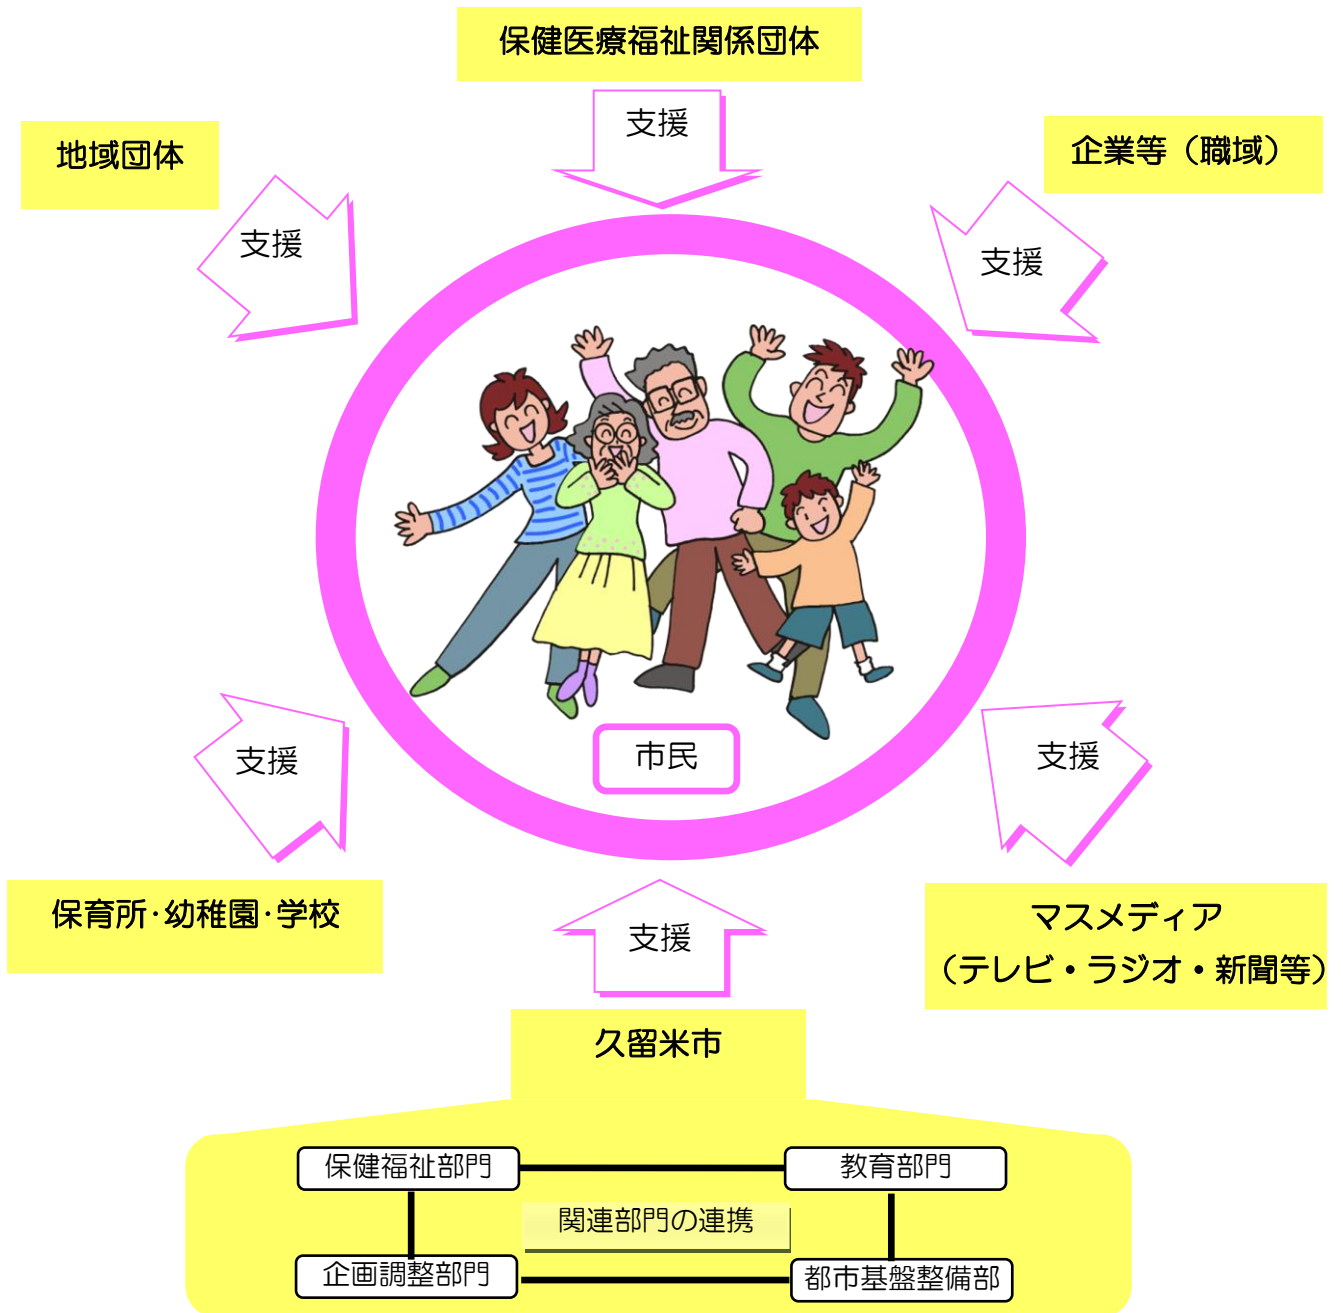 保健医療福祉関係団体
支援
地域団体
支援
企業等（職域）
支援
市民
支援
保育所･幼稚園･学校
支援
マスメディア
（テレビ・ラジオ・新聞等）
支援
久留米市
保健福祉部門
教育部門
関連部門の連携
企画調整部門
都市基盤整備部